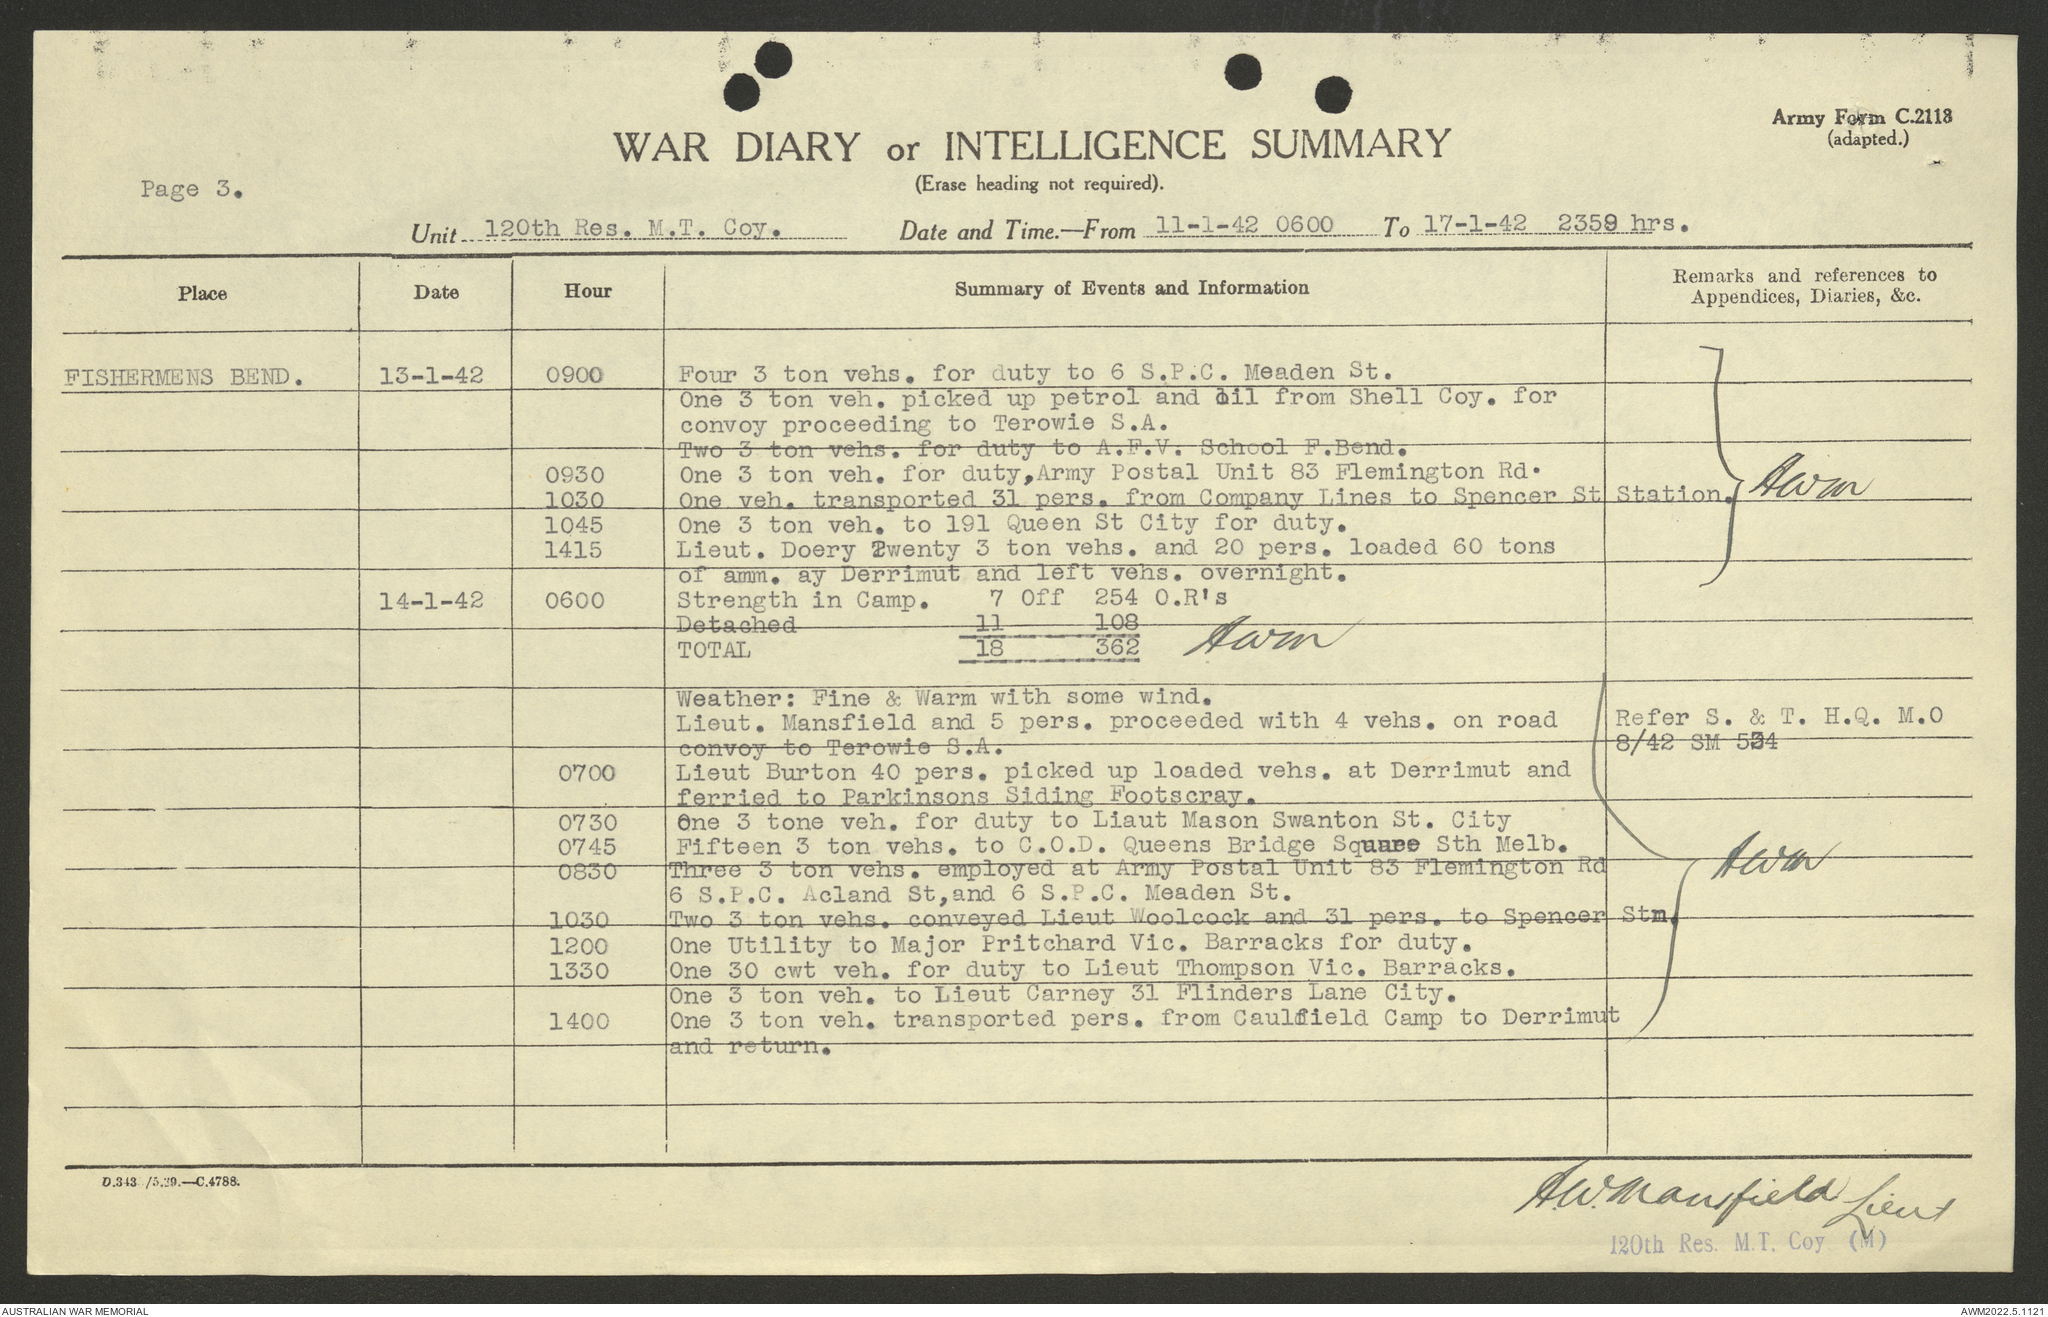 Army Form C.2118
(adapted.)
WAR DIARY or INTELLIGENCE SUMMARY
(Erase heading not required).
Page 3.
Unit 120th Res. M.T. Coy. Date and Time.—From 11-1-42 0600 To 17-1-42 2359 hrs.
Place Date Hour Summary of Events and Information Remarks and references to
Appendices, Diaries, &c.
FISHERMENS BEND. 13-1-42 0900 Four 3 ton vehs. for duty to 6 S.P.C. Meaden St.
One 3 ton veh. picked up petrol and oil from Shell Coy. for
convoy proceeding to Terowie S.A.
Two 3 ton vehs. for duty to A.F.V. School F.Bend.
0930 One 3 ton veh. for duty,Army Postal Unit 83 Flemington Rd.
1030 One veh. transported 31 pers. from Company Lines to Spencer St Station. AWM
1045 One 3 ton veh. to 191 Queen St City for duty.
1415 Lieut. Doery Twenty 3 ton vehs. and 20 pers. loaded 60 tons
of amm. ay Derrimut and left vehs. overnight.
14-1-42 0600 Strength in Camp. 7 Off 254 O.R's
Detached 11 108
TOTAL 18 362 AWM
Weather: Fine & Warm with some wind.
Lieut. Mansfield and 5 pers. proceeded with 4 vehs. on road Refer S. & T. H.Q. M.O
convoy to Terowie S.A. 8/42 SM 524
0700 Lieut Burton 40 pers. picked up loaded vehs. at Derrimut and
ferried to Parkinsons Siding Footscray.
0730 One 3 tone veh. for duty to Liaut Mason Swanton St. City
0745 Fifteen 3 ton vehs. to C.O.D. Queens Bridge Square Sth Melb.
0830 Three 3 ton vehs. employed at Army Postal Unit 83 Flemington Rd AWM
6 S.P.C. Acland St,and 6 S.P.C. Meaden St.
1030 Two 3 ton vehs. conveyed Lieut Woolcock and 31 pers. to Spencer Stn.
1200 One Utility to Major Pritchard Vic. Barracks for duty.
1330 One 30 cwt veh. for duty to Lieut Thompson Vic. Barracks.
One 3 ton veh. to Lieut Carney 31 Flinders Lane City.
1400 One 3 ton veh. transported pers. from Caulfield Camp to Derrimut
and return.
D.343 /5.39.—C.4788.
A.W. Mansfield Lieut
120th Res. M.T. Coy (M)
AUSTRALIAN WAR MEMORIAL AWM2022.5.1121